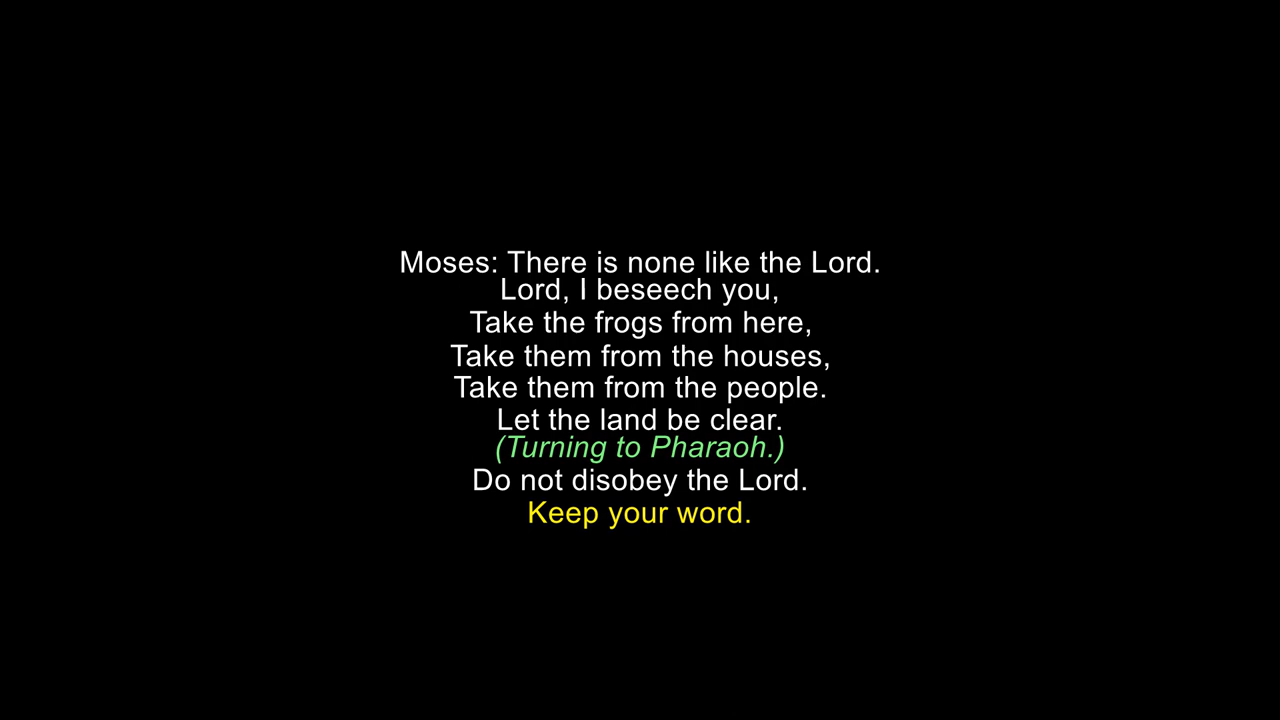 Moses: There is none like the Lord.
Lord, I beseech you,
Take the frogs from here,
Take them from the houses,
Take them from the people.
Let the land be clear.
(Turning to Pharaoh.)
Do not disobey the Lord.
Keep your word.